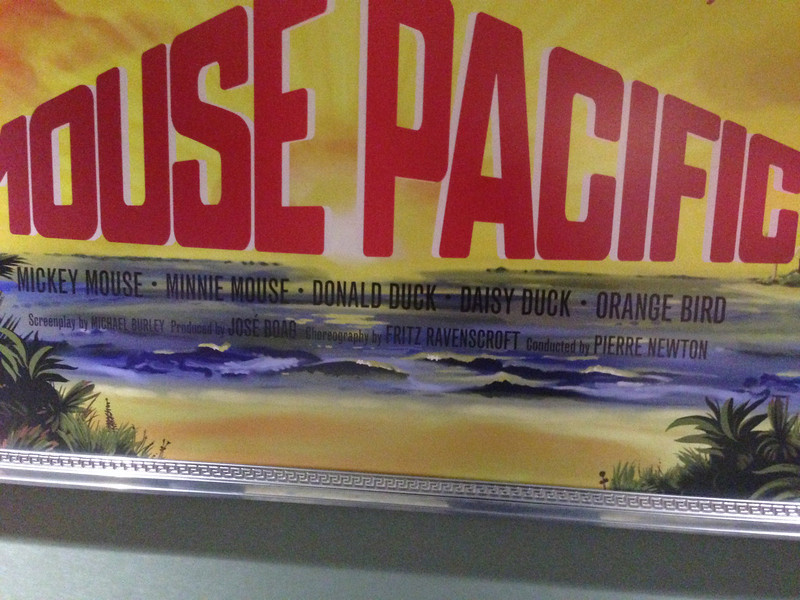 MOUSE PACIFIC
MICKEY MOUSE · MINNIE MOUSE · DONALD DUCK · DAISY DUCK · ORANGE BIRD
Screenplay by MICHAEL BURLEY Produced by JOSÉ BOAG Choreography by FRITZ RAVENSCROFT Conducted by PIERRE NEWTON